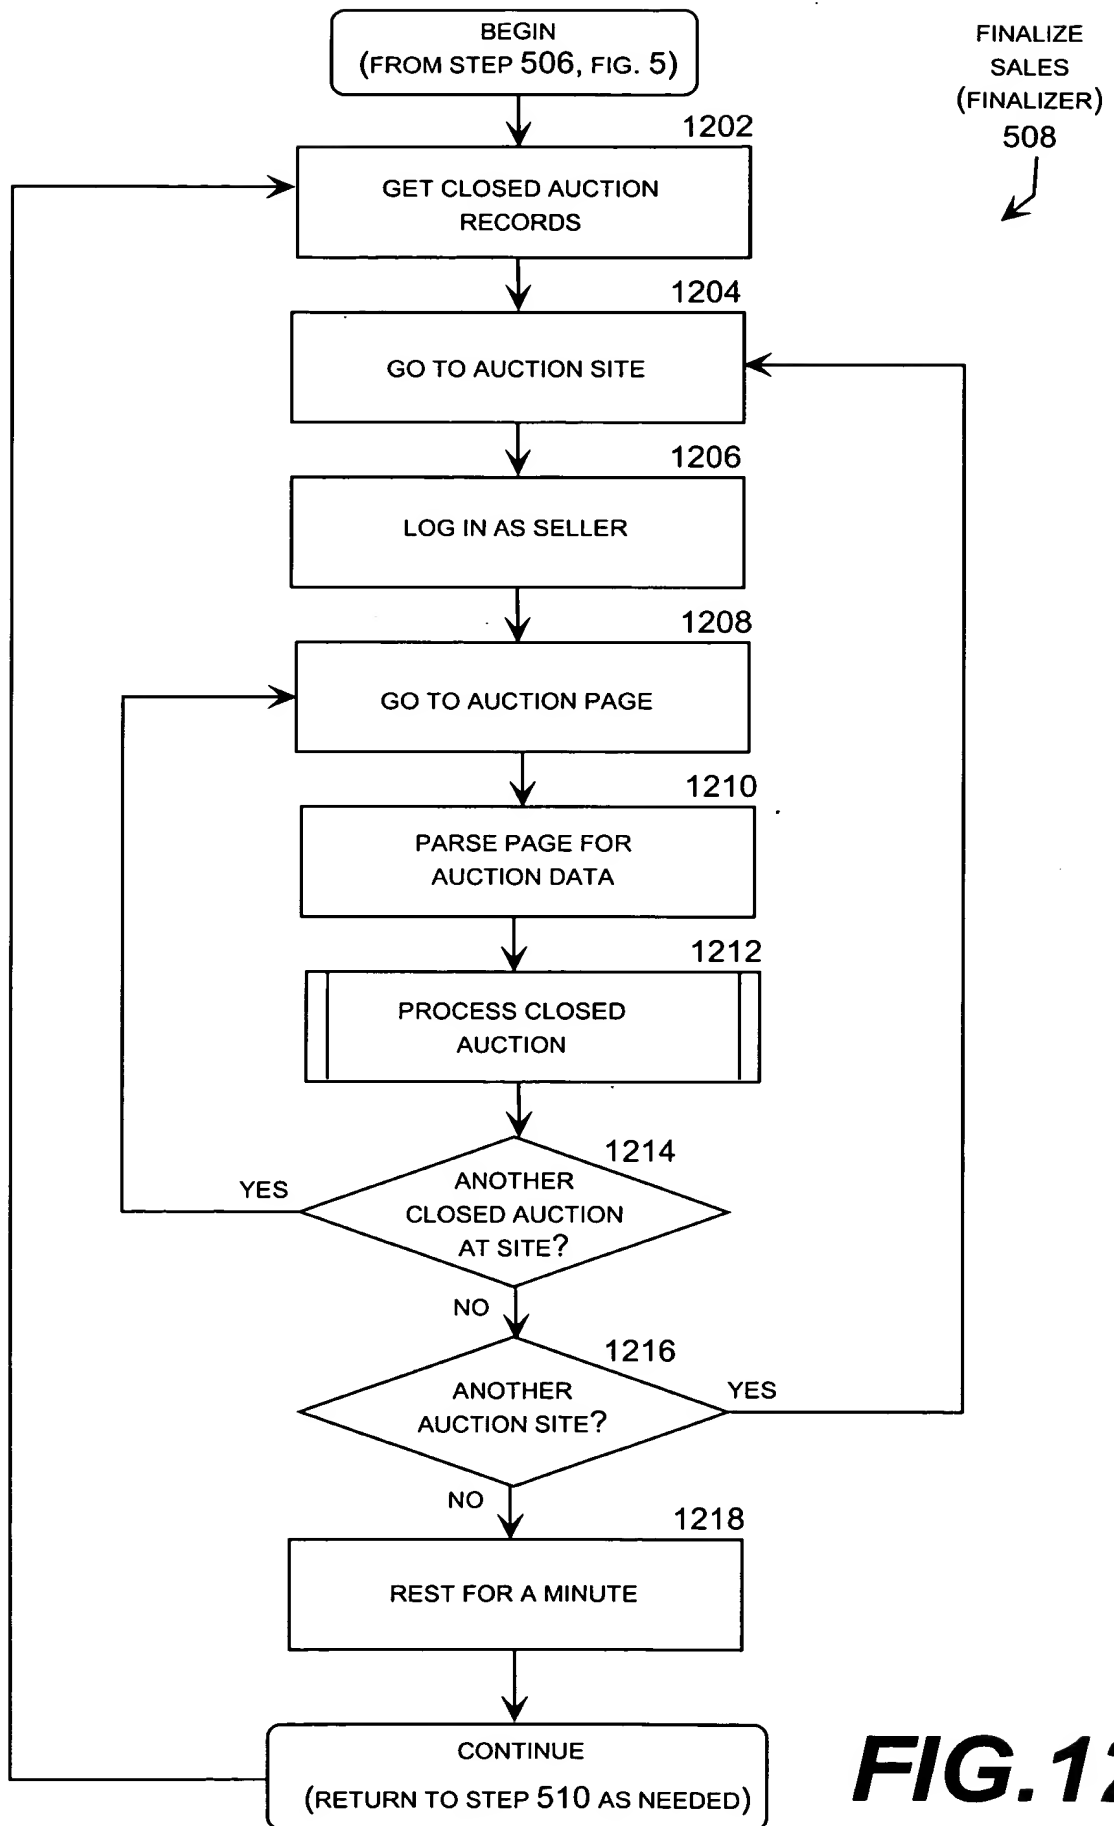 BEGIN
(FROM STEP 506, FIG. 5)
FINALIZE
SALES
(FINALIZER)
508
1202
GET CLOSED AUCTION
RECORDS
1204
GO TO AUCTION SITE
1206
LOG IN AS SELLER
1208
GO TO AUCTION PAGE
1210
PARSE PAGE FOR
AUCTION DATA
1212
PROCESS CLOSED
AUCTION
1214
YES
ANOTHER
CLOSED AUCTION
AT SITE?
NO
1216
ANOTHER
AUCTION SITE?
YES
NO
1218
REST FOR A MINUTE
CONTINUE
(RETURN TO STEP 510 AS NEEDED)
FIG.12